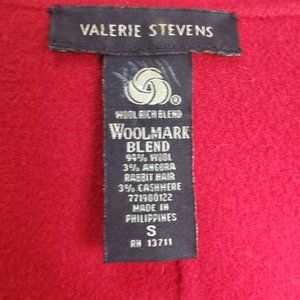 VALERIE STEVENS
®
WOOL RICH BLEND
WOOLMARK
BLEND
94% WOOL
3% ANGORA
RABBIT HAIR
3% CASHMERE
771900122
MADE IN
PHILIPPINES
S
RN 13711